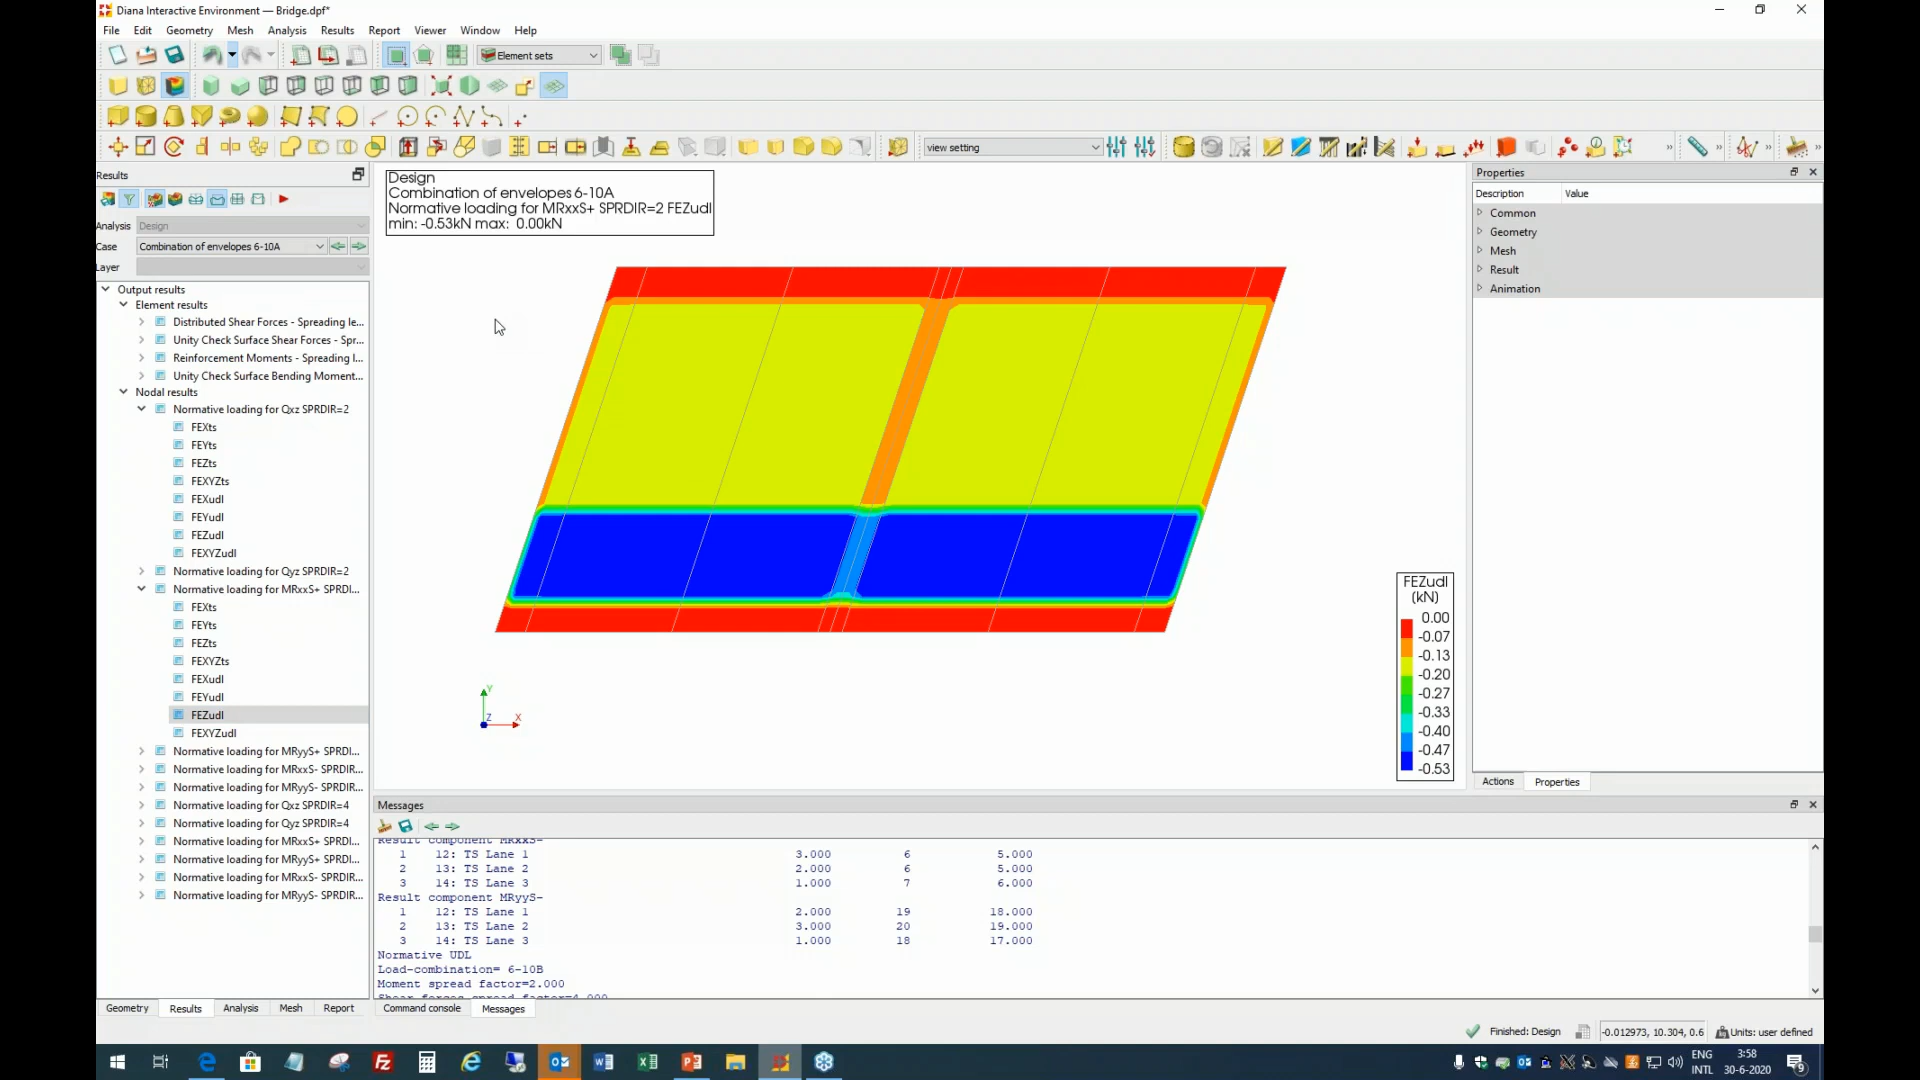 Diana Interactive Environment — Bridge.dpf*
File Edit Geometry Mesh Analysis Results Report Viewer Window Help
Element sets
view setting
Results
Analysis Design
Case Combination of envelopes 6-10A
Layer
Output results
Element results
Distributed Shear Forces - Spreading le...
Unity Check Surface Shear Forces - Spr...
Reinforcement Moments - Spreading l...
Unity Check Surface Bending Moment...
Nodal results
Normative loading for Qxz SPRDIR=2
FEXts
FEYts
FEZts
FEXYZts
FEXudl
FEYudl
FEZudl
FEXYZudl
Normative loading for Qyz SPRDIR=2
Normative loading for MRxxS+ SPRDI...
FEXts
FEYts
FEZts
FEXYZts
FEXudl
FEYudl
FEZudl
FEXYZudl
Normative loading for MRyyS+ SPRDI...
Normative loading for MRxxS- SPRDIR...
Normative loading for MRyyS- SPRDIR...
Normative loading for Qxz SPRDIR=4
Normative loading for Qyz SPRDIR=4
Normative loading for MRxxS+ SPRDI...
Normative loading for MRyyS+ SPRDI...
Normative loading for MRxxS- SPRDIR...
Normative loading for MRyyS- SPRDIR...
Geometry Results Analysis Mesh Report
Design
Combination of envelopes 6-10A
Normative loading for MRxxS+ SPRDIR=2 FEZudl
min: -0.53kN max: 0.00kN
Y
Z X
FEZudl
(kN)
0.00
-0.07
-0.13
-0.20
-0.27
-0.33
-0.40
-0.47
-0.53
Properties
Description Value
Common
Geometry
Mesh
Result
Animation
Actions Properties
Messages
Result component MRxxS-
1 12: TS Lane 1 3.000 6 5.000
2 13: TS Lane 2 2.000 6 5.000
3 14: TS Lane 3 1.000 7 6.000
Result component MRyyS-
1 12: TS Lane 1 2.000 19 18.000
2 13: TS Lane 2 3.000 20 19.000
3 14: TS Lane 3 1.000 18 17.000
Normative UDL
Load-combination= 6-10B
Moment spread factor=2.000
Shear forces spread factor=4.000
Command console Messages
Finished: Design -0.012973, 10.304, 0.6 Units: user defined
ENG 3:58
INTL 30-6-2020